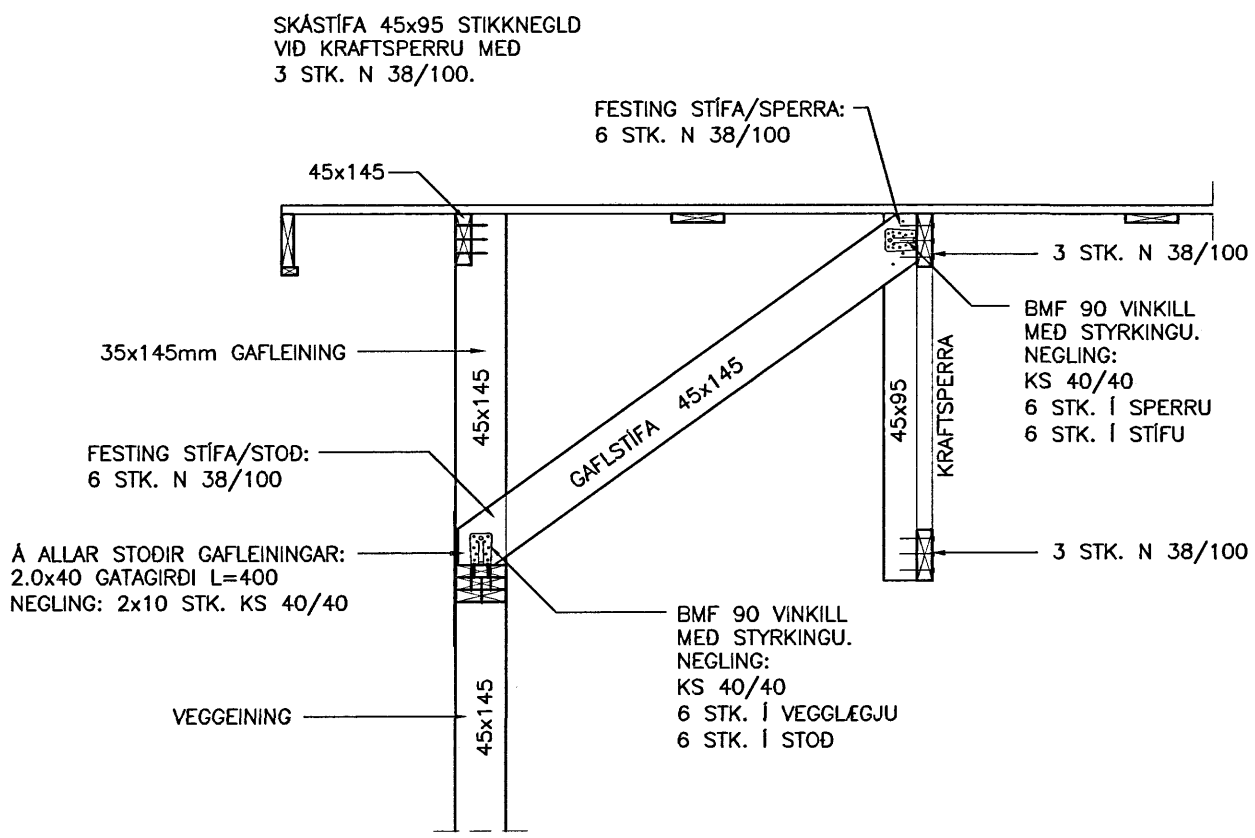 SKÁSTÍFA 45x95 STIKKNEGLD
VIÐ KRAFTSPERRU MEÐ
3 STK. N 38/100.
FESTING STÍFA/SPERRA:
6 STK. N 38/100
45x145
3 STK. N 38/100
BMF 90 VINKILL
MEÐ STYRKINGU.
NEGLING:
KS 40/40
6 STK. Í SPERRU
6 STK. Í STÍFU
35x145mm GAFLEINING
45x145
GAFLSTÍFA 45x145
45x95
KRAFTSPERRA
FESTING STÍFA/STOÐ:
6 STK. N 38/100
Á ALLAR STOÐIR GAFLEININGAR:
2.0x40 GATAGIRÐI L=400
NEGLING: 2x10 STK. KS 40/40
3 STK. N 38/100
BMF 90 VINKILL
MEÐ STYRKINGU.
NEGLING:
KS 40/40
6 STK. Í VEGGLÆGJU
6 STK. Í STOÐ
VEGGEINING
45x145